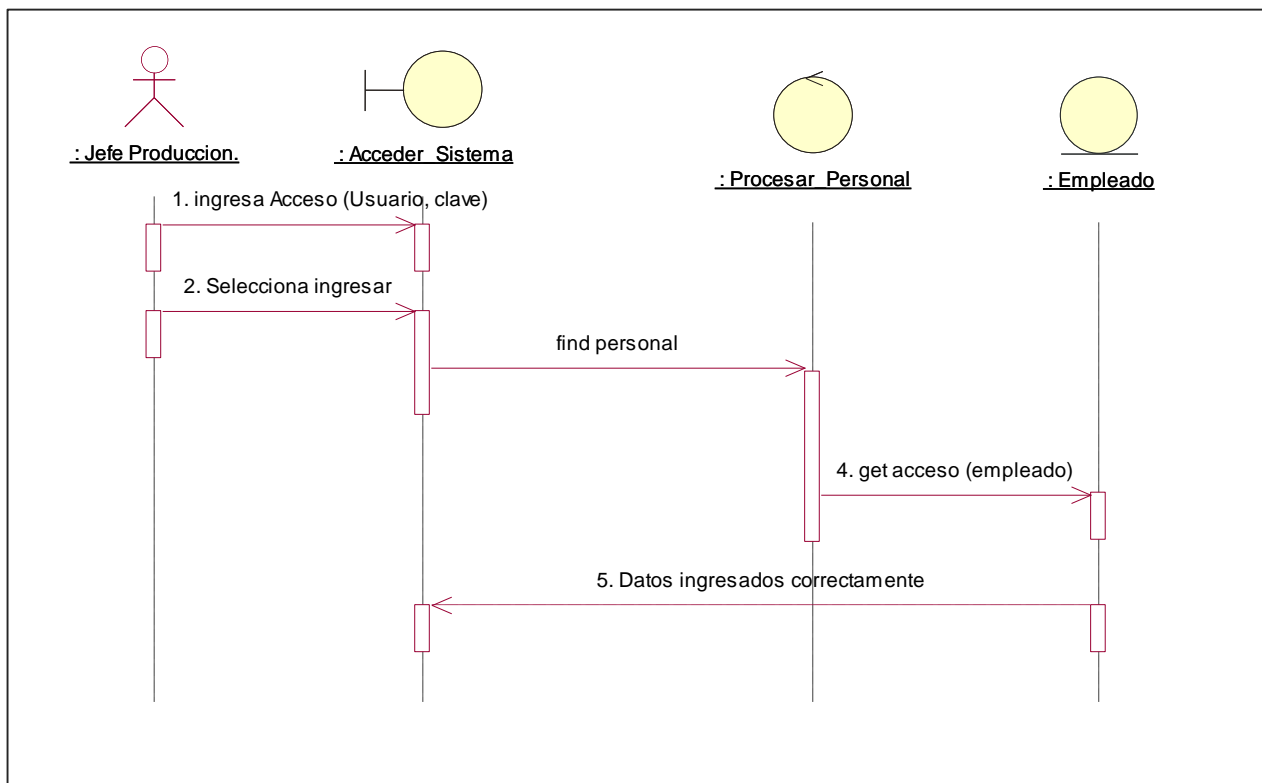 : Jefe Produccion.
: Acceder_Sistema
: Procesar_Personal
: Empleado
1. ingresa Acceso (Usuario, clave)
2. Selecciona ingresar
find personal
4. get acceso (empleado)
5. Datos ingresados correctamente